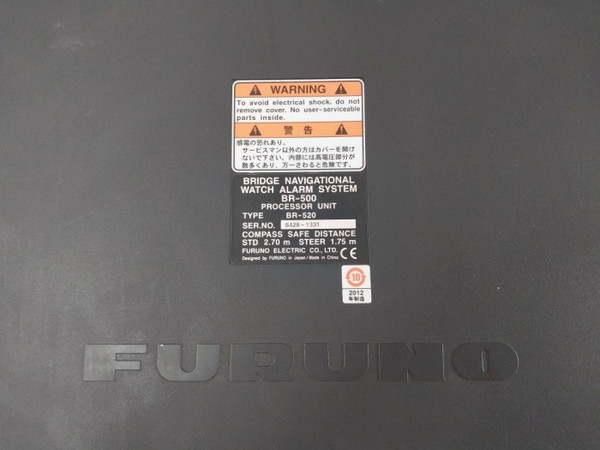 WARNING
To avoid electrical shock, do not
remove cover. No user-serviceable
parts inside.
警告
感電の恐れあり。
サービスマン以外の方はカバーを開け
ないで下さい。内部には高電圧部分が
数多くあり、万一さわると危険です。
BRIDGE NAVIGATIONAL
WATCH ALARM SYSTEM
BR-500
PROCESSOR UNIT
TYPE BR-520
SER.NO. 5428-1331
COMPASS SAFE DISTANCE
STD 2.70 m STEER 1.75 m
FURUNO ELECTRIC CO., LTD.
Designed by FURUNO in Japan / Made in China CE
10
2012
年制造
FURUNO